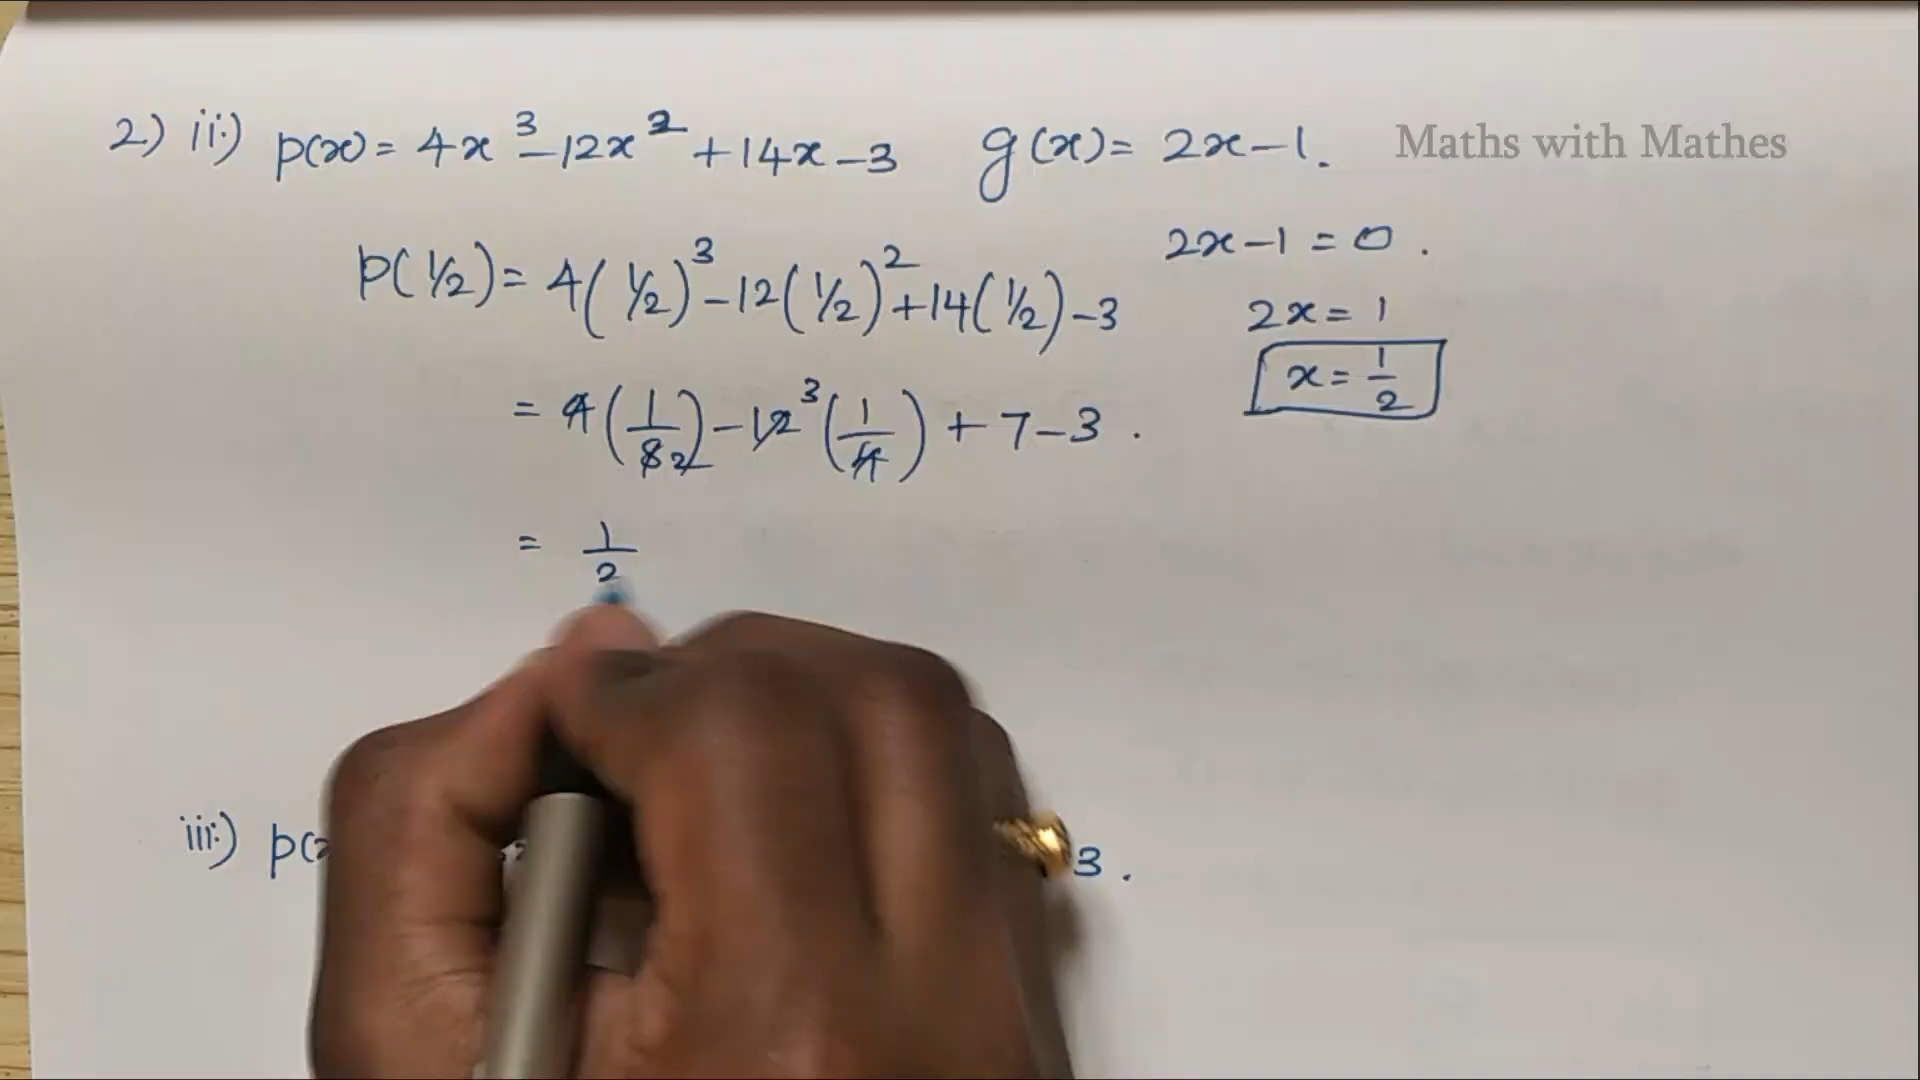 2) ii) p(x) = 4x³ - 12x² + 14x - 3 g(x) = 2x - 1. Maths with Mathes
2x - 1 = 0.
p(1/2) = 4(1/2)³ - 12(1/2)² + 14(1/2) - 3
2x = 1
x = 1/2
= 4(1/8 2) - 12 3(1/4) + 7 - 3.
= 1/2
iii) p( 3.